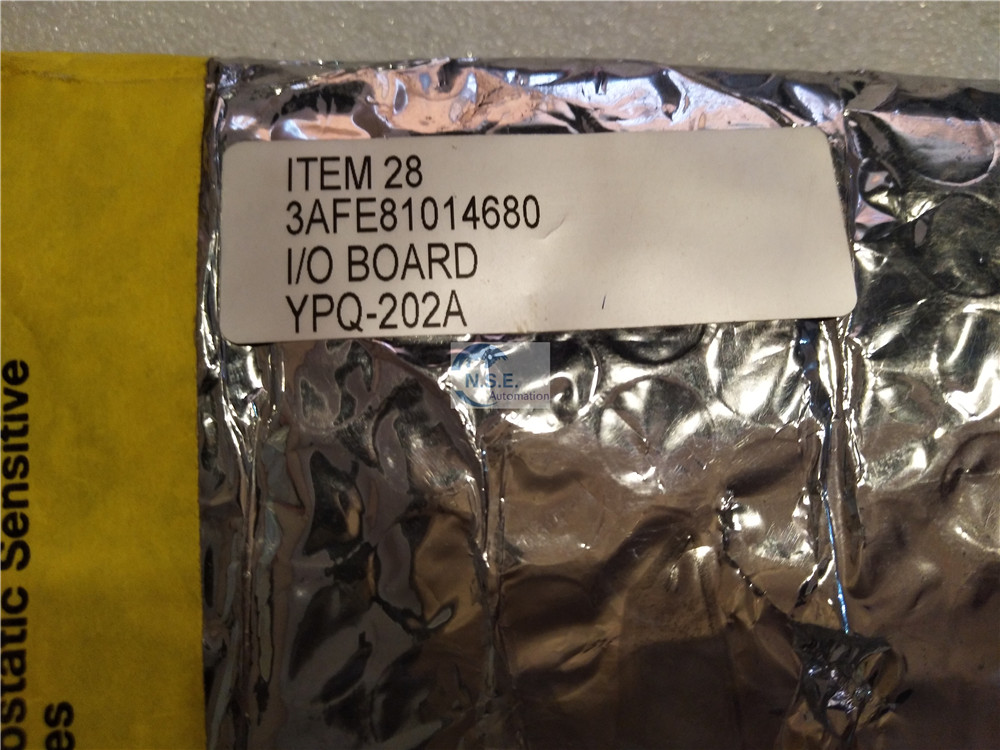 ITEM 28
3AFE81014680
I/O BOARD
YPQ-202A
N.S.E.
Automation
ostatic Sensitive
es